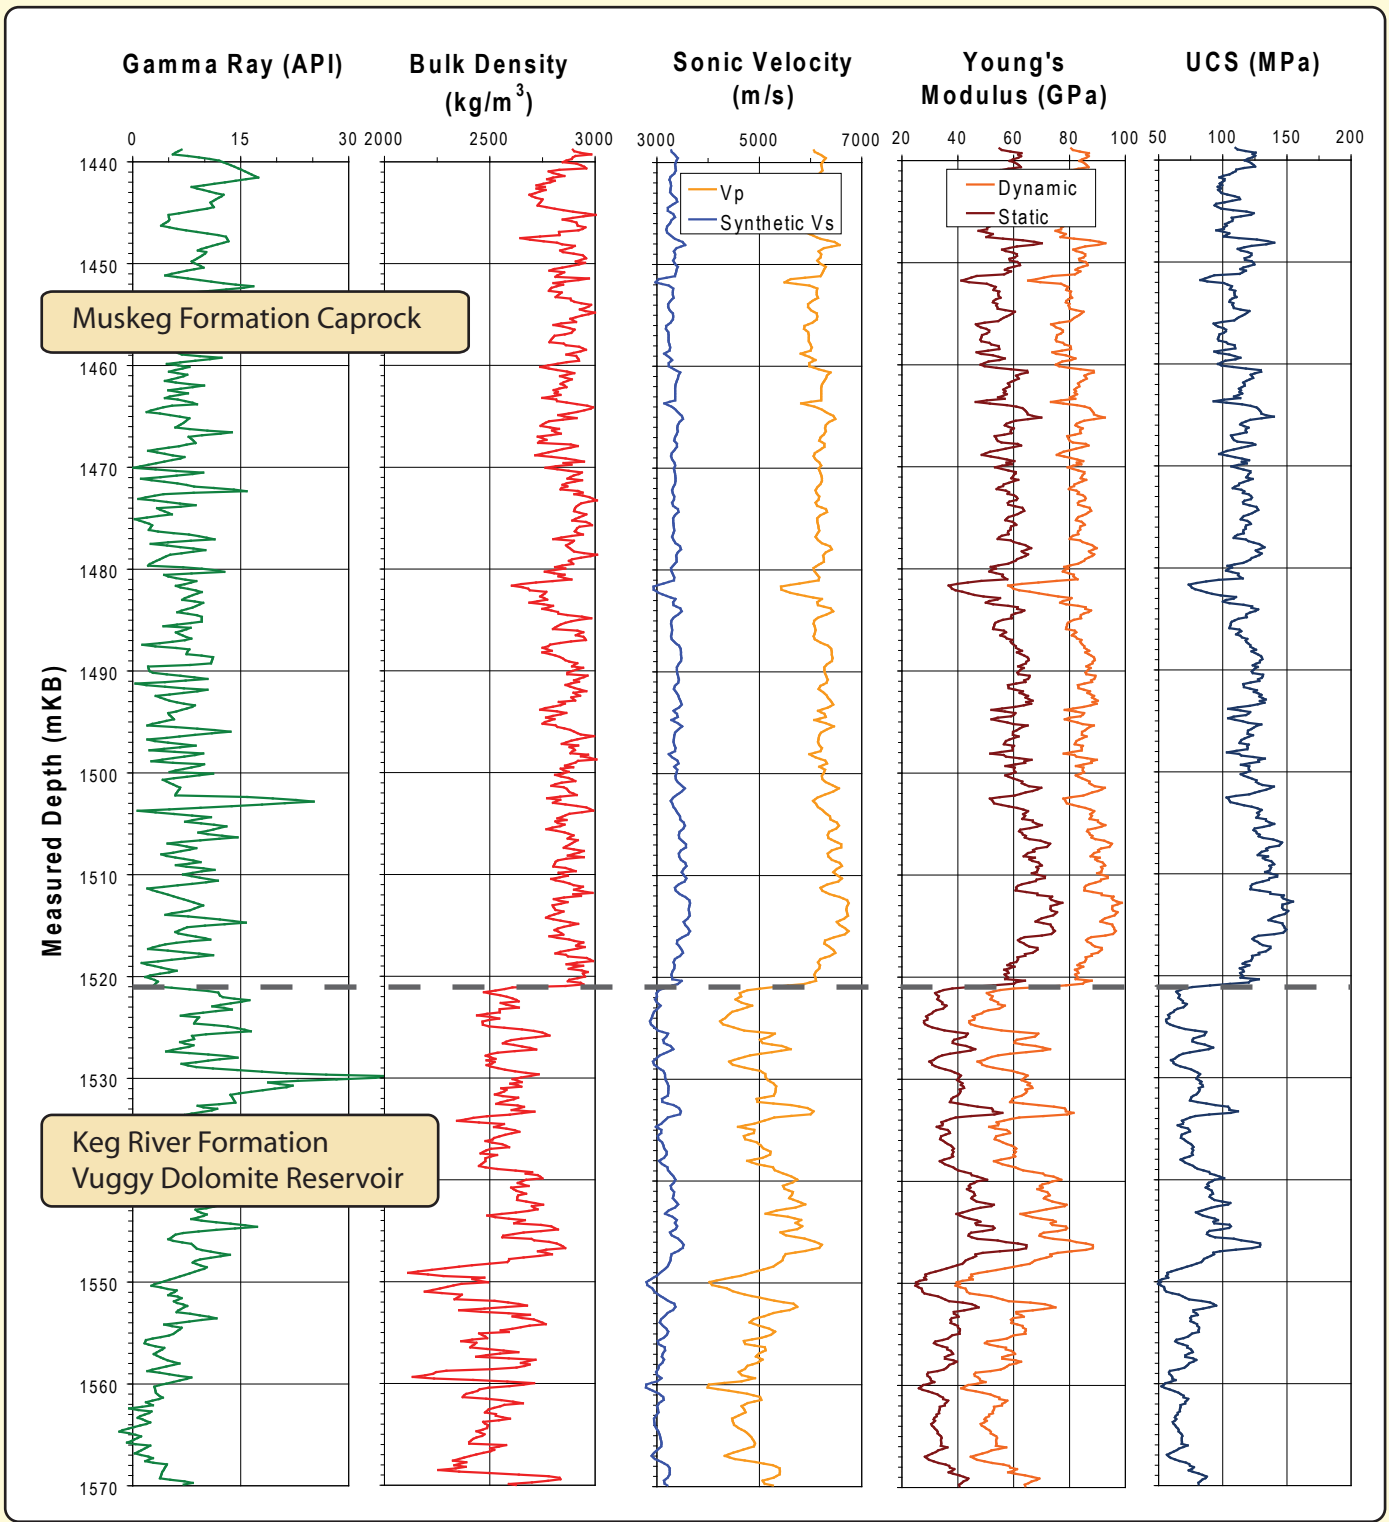 Gamma Ray (API)
Bulk Density
(kg/m³)
Sonic Velocity
(m/s)
Young's
Modulus (GPa)
UCS (MPa)
0 15 30 2000 2500 3000 3000 5000 7000 20 40 60 80 100 50 100 150 200
1440
Vp
Synthetic Vs
Dynamic
Static
1450
Muskeg Formation Caprock
1460
1470
1480
1490
1500
1510
1520
1530
Keg River Formation
Vuggy Dolomite Reservoir
1550
1560
1570
Measured Depth (mKB)